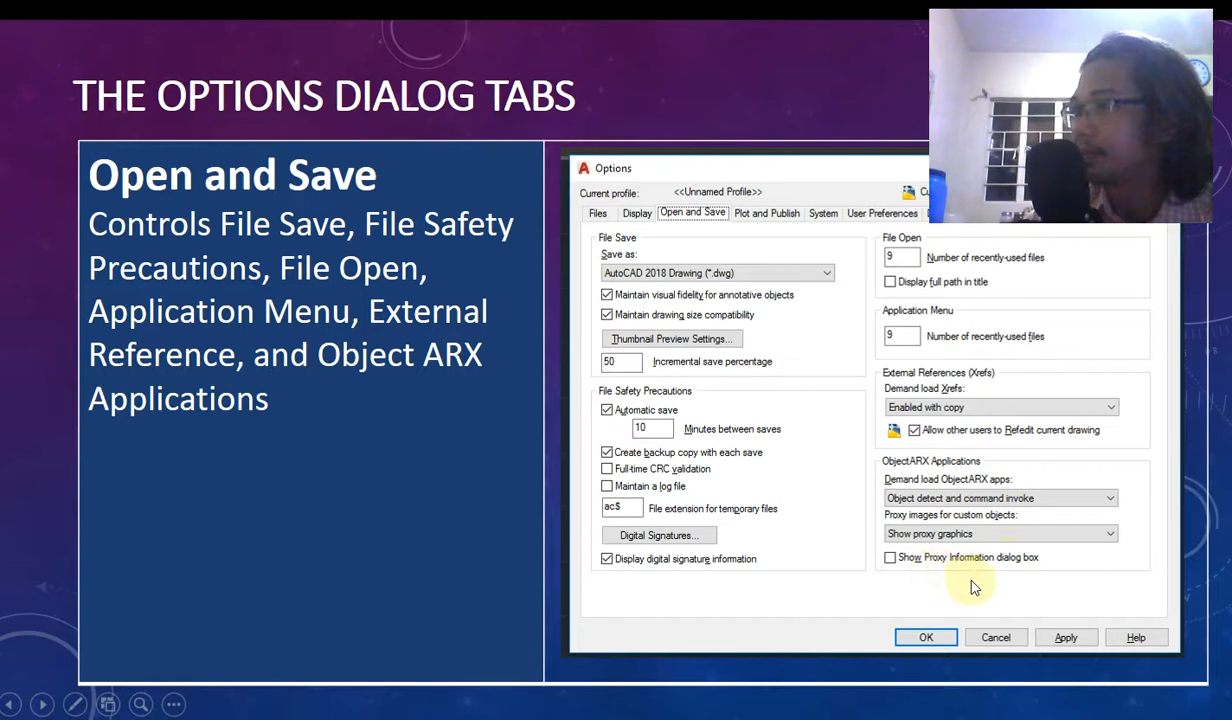 THE OPTIONS DIALOG TABS
Open and Save
Controls File Save, File Safety
Precautions, File Open,
Application Menu, External
Reference, and Object ARX
Applications
Options
Current profile:
<<Unnamed Profile>>
Files
Display
Open and Save
Plot and Publish
System
User Preferences
File Save
Save as:
AutoCAD 2018 Drawing (*.dwg)
Maintain visual fidelity for annotative objects
Maintain drawing size compatibility
Thumbnail Preview Settings...
50 Incremental save percentage
File Safety Precautions
Automatic save
10 Minutes between saves
Create backup copy with each save
Full-time CRC validation
Maintain a log file
ac$ File extension for temporary files
Digital Signatures...
Display digital signature information
File Open
9 Number of recently-used files
Display full path in title
Application Menu
9 Number of recently-used files
External References (Xrefs)
Demand load Xrefs:
Enabled with copy
Allow other users to Refedit current drawing
ObjectARX Applications
Demand load ObjectARX apps:
Object detect and command invoke
Proxy images for custom objects:
Show proxy graphics
Show Proxy Information dialog box
OK
Cancel
Apply
Help